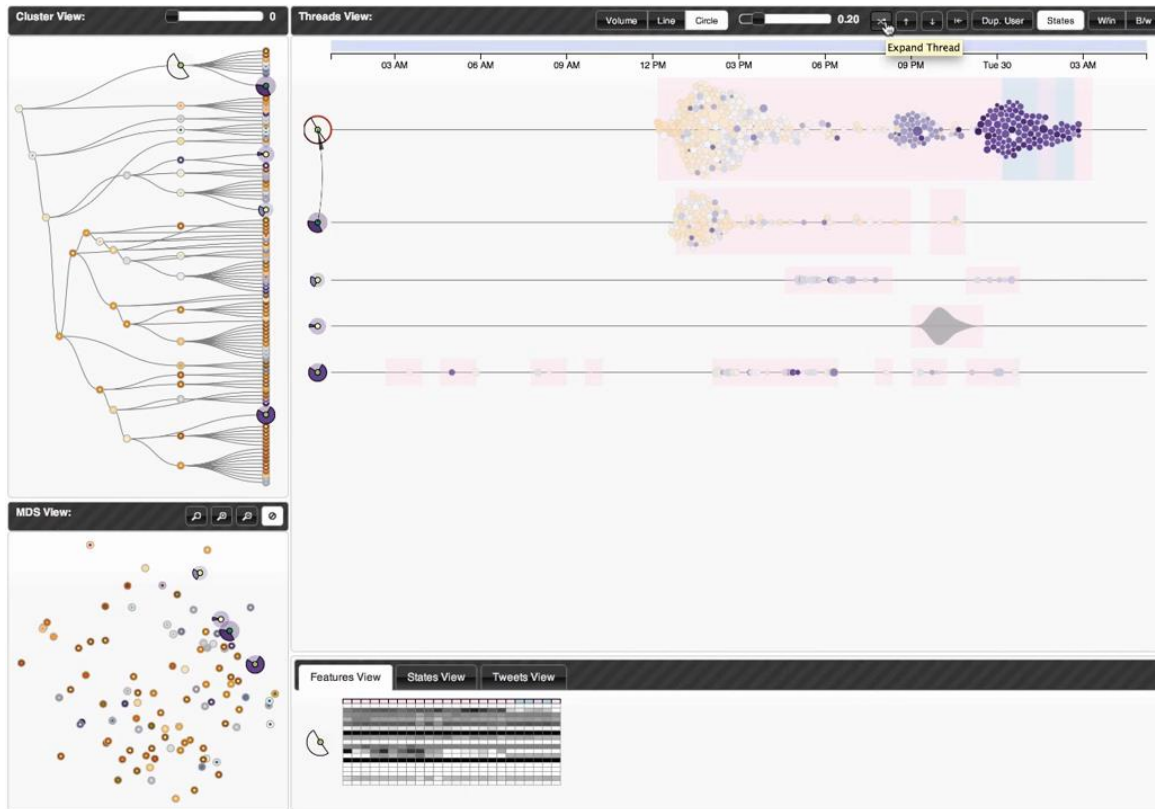 Cluster View: 0
Threads View: Volume Line Circle 0.20 Dup. User States Win B/w
Expand Thread
03 AM 06 AM 09 AM 12 PM 03 PM 06 PM 09 PM Tue 30 03 AM
MDS View:
Features View States View Tweets View